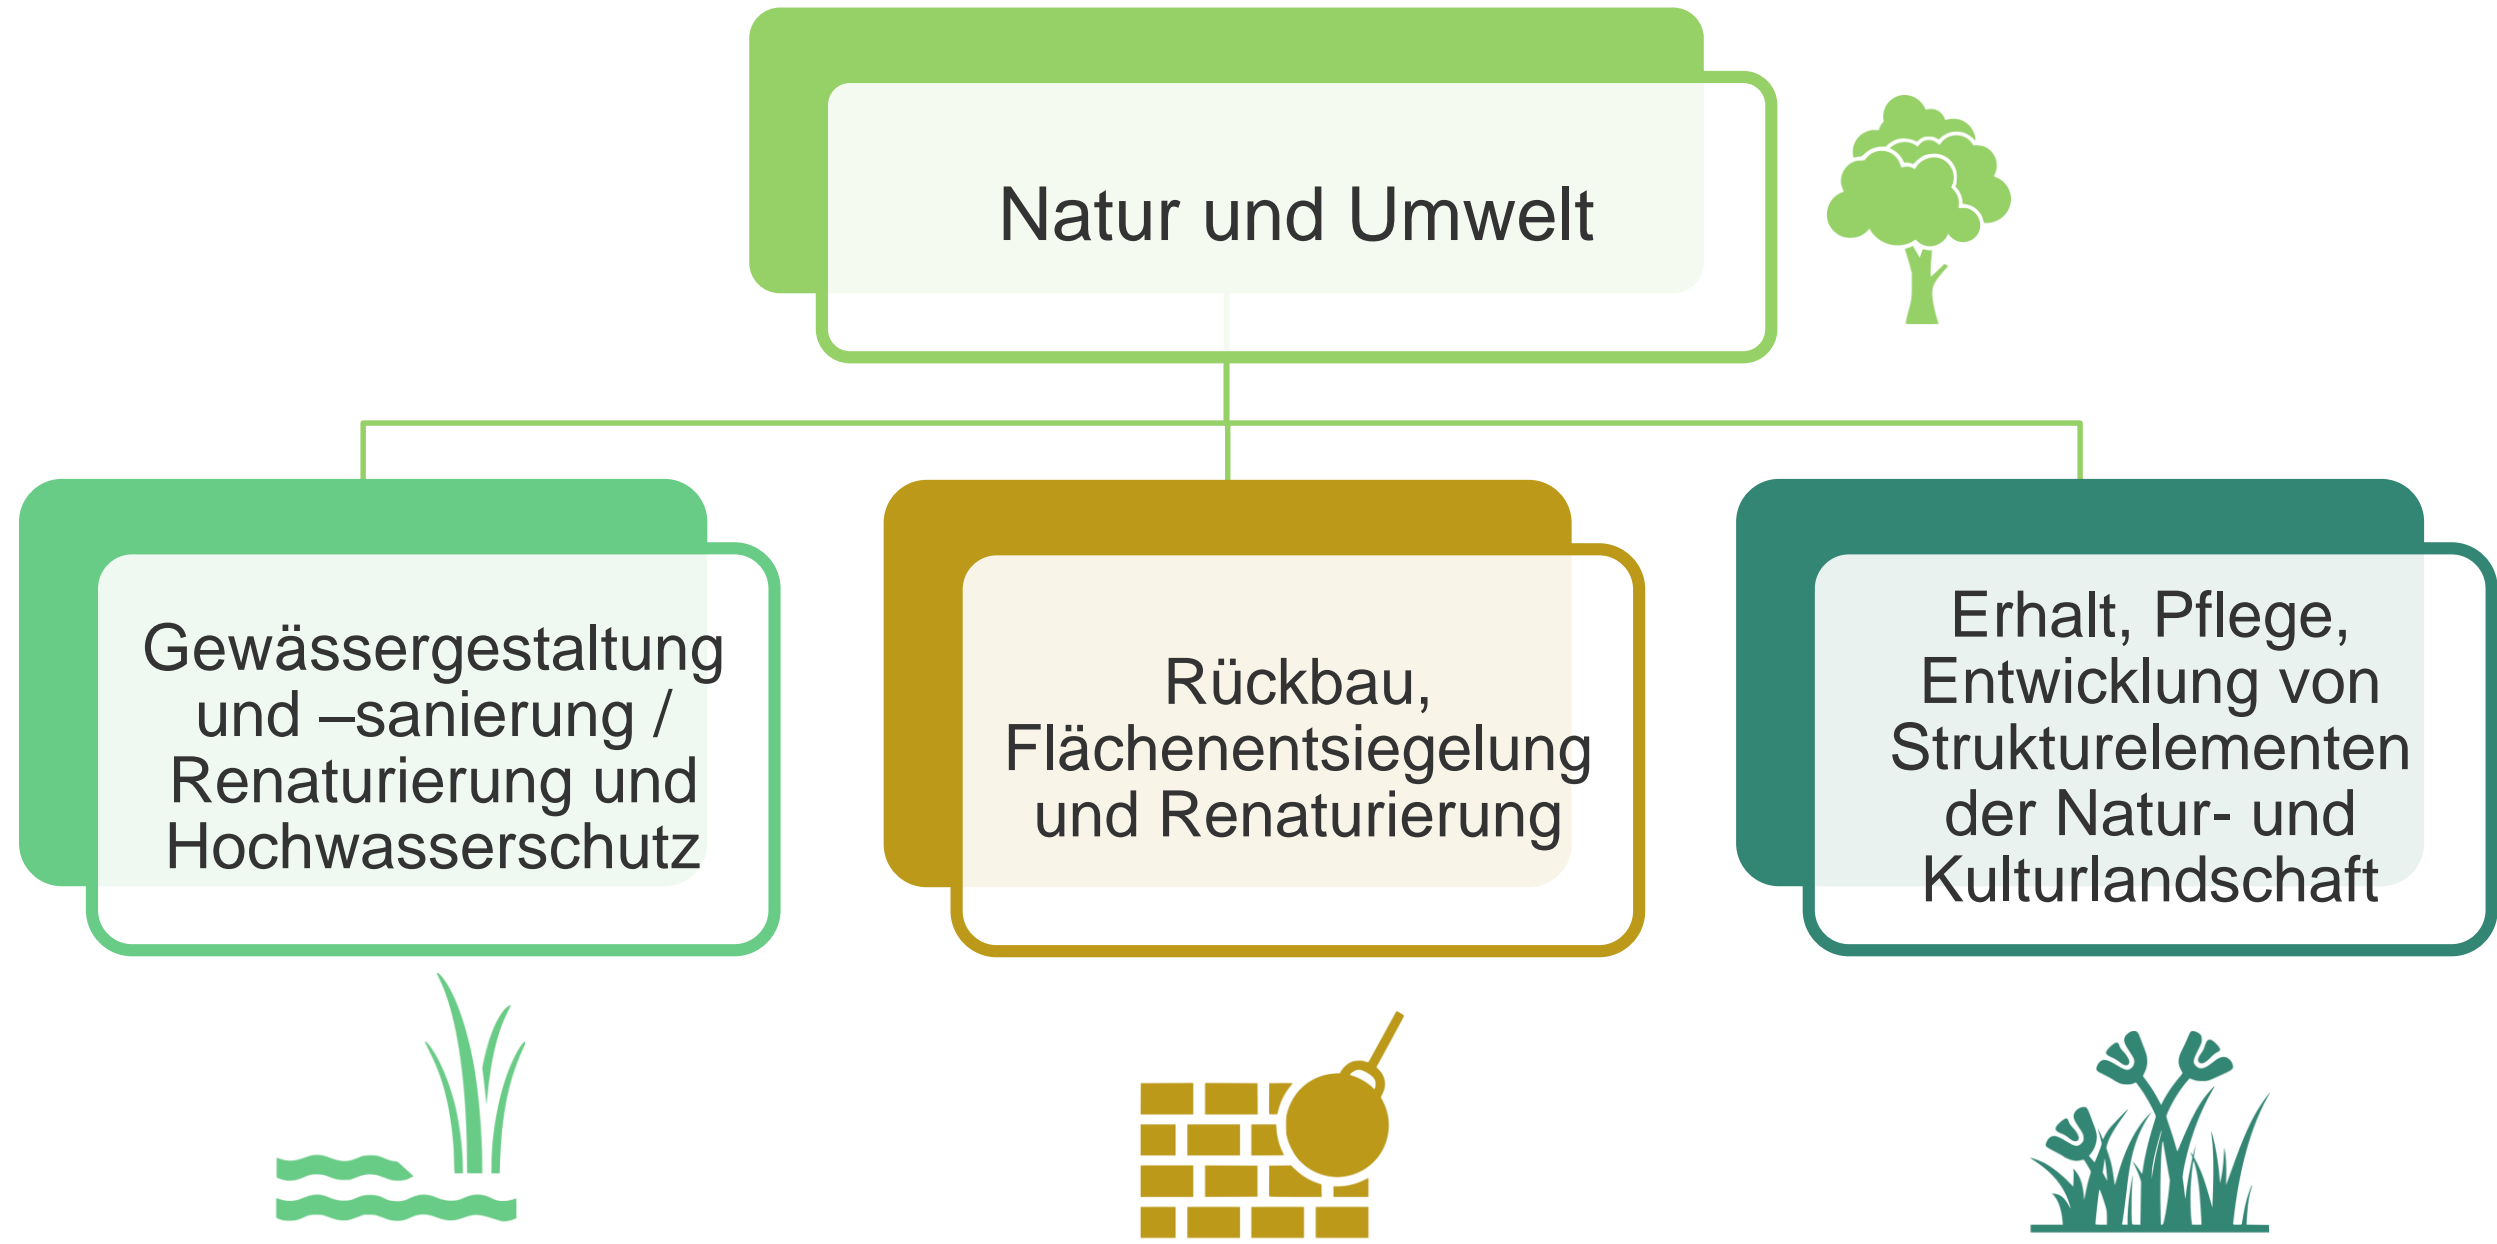 Natur und Umwelt
Gewässergestaltung
und –sanierung /
Renaturierung und
Hochwasserschutz
Rückbau,
Flächenentsiegelung
und Renaturierung
Erhalt, Pflege,
Entwicklung von
Strukturelementen
der Natur- und
Kulturlandschaft